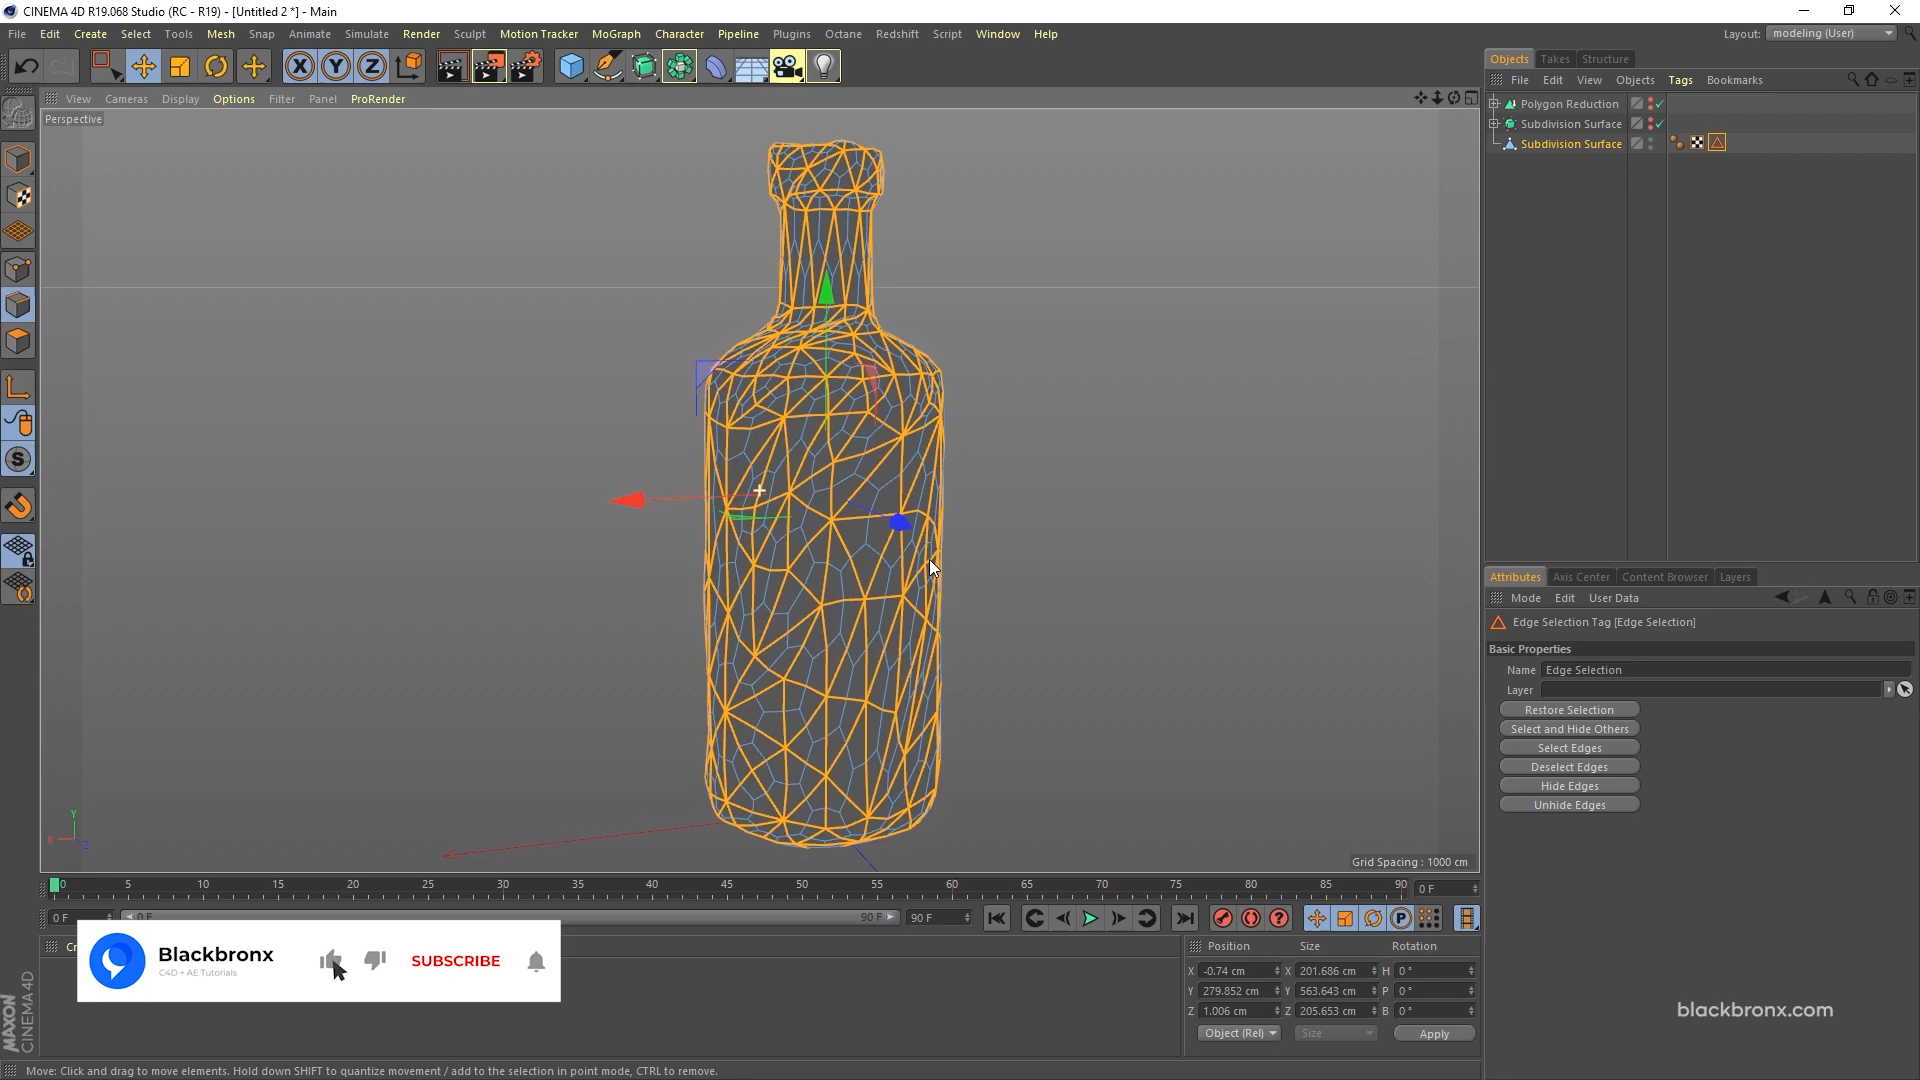 CINEMA 4D R19.068 Studio (RC - R19) - [Untitled 2 *] - Main
File Edit Create Select Tools Mesh Snap Animate Simulate Render Sculpt Motion Tracker MoGraph Character Pipeline Plugins Octane Redshift Script Window Help
Layout: modeling (User)
X Y Z
Objects Takes Structure
File Edit View Objects Tags Bookmarks
View Cameras Display Options Filter Panel ProRender
Perspective
Polygon Reduction
Subdivision Surface
Subdivision Surface
S
Attributes Axis Center Content Browser Layers
Mode Edit User Data
Edge Selection Tag [Edge Selection]
Basic Properties
Name Edge Selection
Layer
Restore Selection
Select and Hide Others
Select Edges
Deselect Edges
Hide Edges
Unhide Edges
Y
X
Z
Grid Spacing : 1000 cm
0 5 10 15 20 25 30 35 40 45 50 55 60 65 70 75 80 85 90 0 F
0 F 0 F 90 F 90 F P
Cr
Position Size Rotation
X -0.74 cm X 201.686 cm H 0 °
Y 279.852 cm Y 563.643 cm P 0 °
Z 1.006 cm Z 205.653 cm B 0 °
Object (Rel) Size Apply
Blackbronx
C4D + AE Tutorials
SUBSCRIBE
MAXON
CINEMA 4D
blackbronx.com
Move: Click and drag to move elements. Hold down SHIFT to quantize movement / add to the selection in point mode, CTRL to remove.